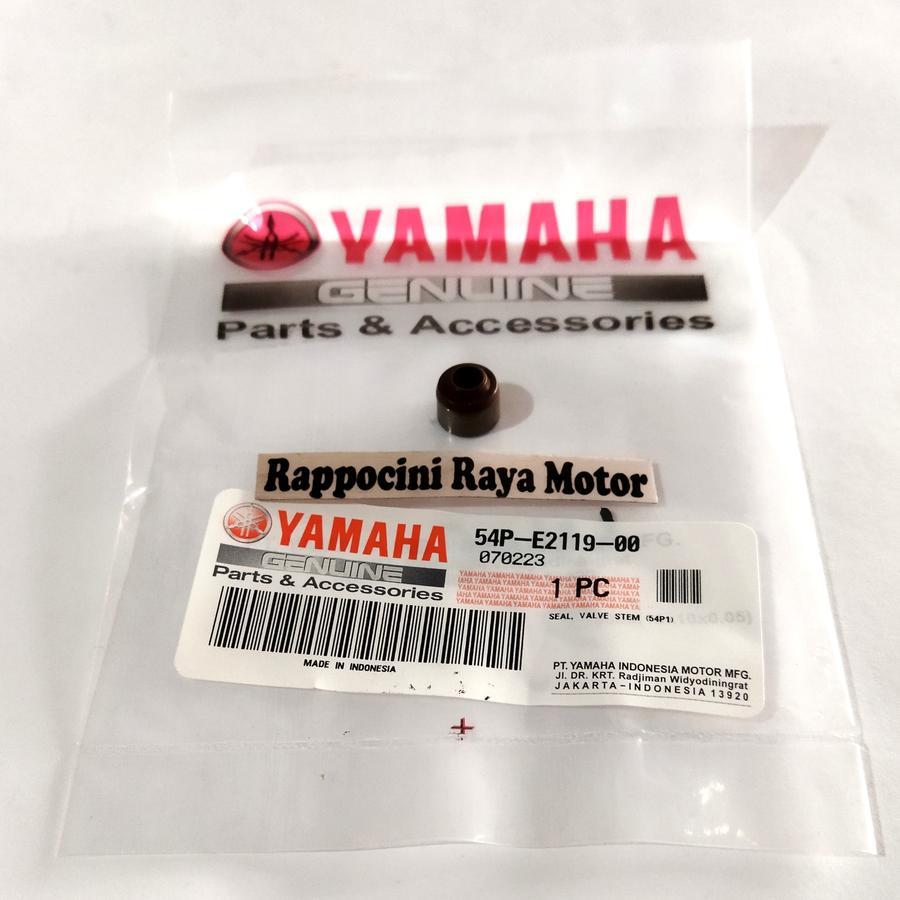 YAMAHA
GENUINE
Parts & Accessories
Rappocini Raya Motor
YAMAHA
GENUINE
Parts & Accessories
MADE IN INDONESIA
54P-E2119-00
070223
1 PC
SEAL, VALVE STEM (54P1)
PT. YAMAHA INDONESIA MOTOR MFG.
Jl. DR. KRT. Radjiman Widyodiningrat
JAKARTA-INDONESIA 13920